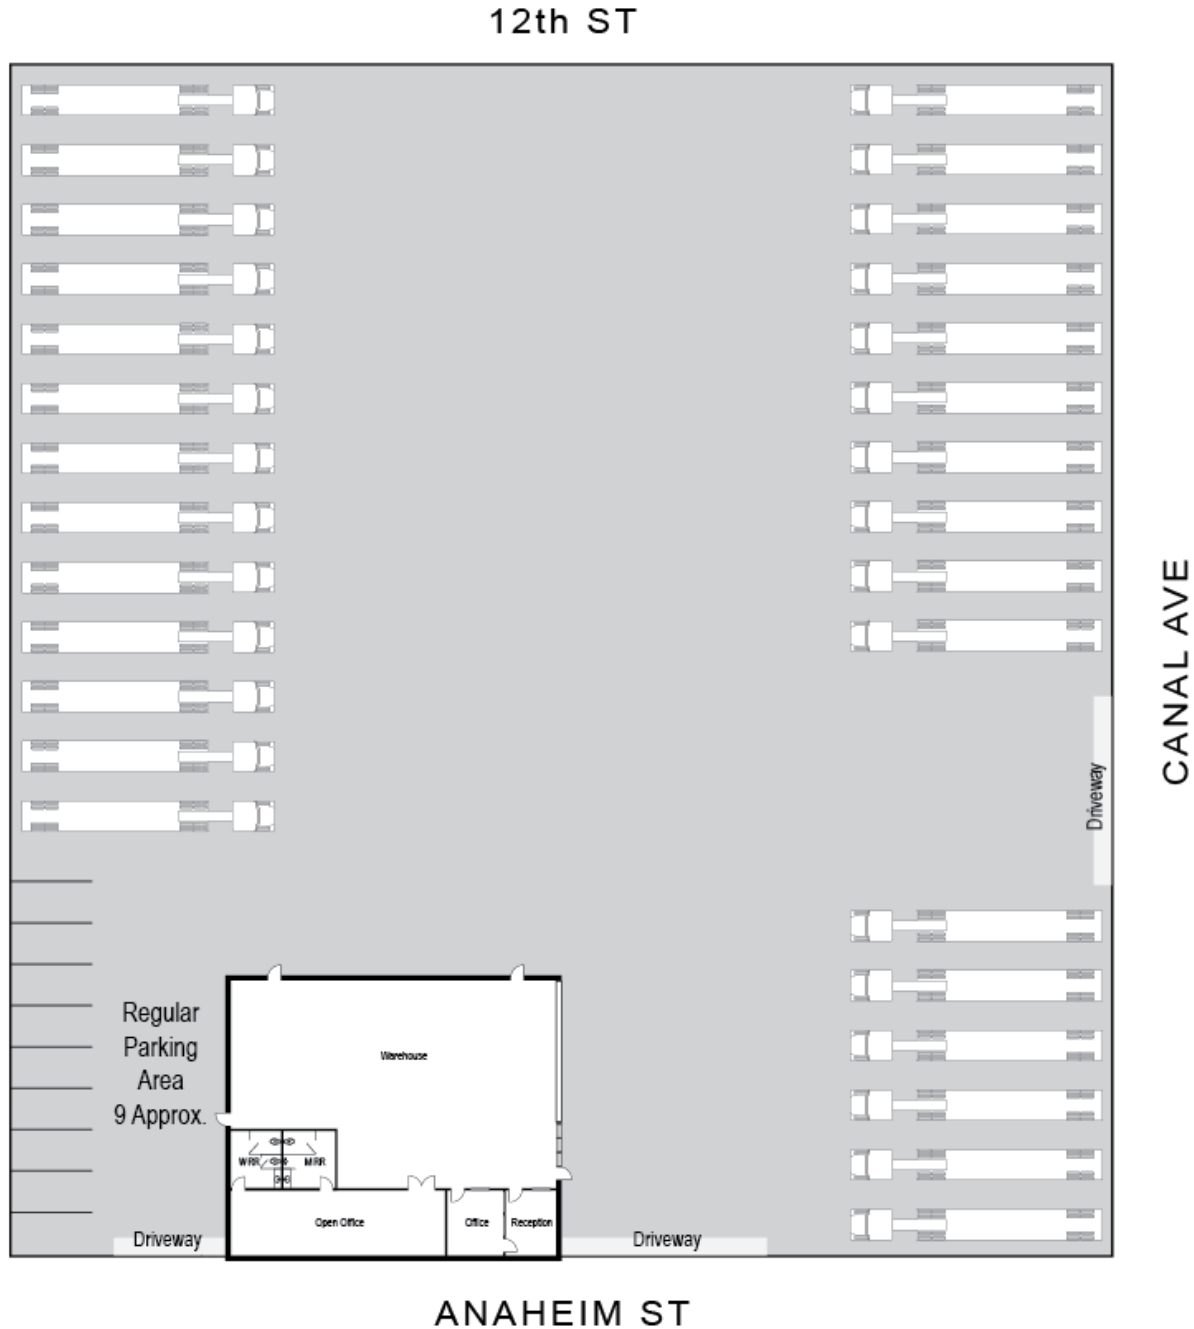 12th ST
CANAL AVE
Driveway
Regular
Parking
Area
9 Approx.
Warehouse
WRR
MRR
Open Office
Office
Reception
Driveway
Driveway
ANAHEIM ST